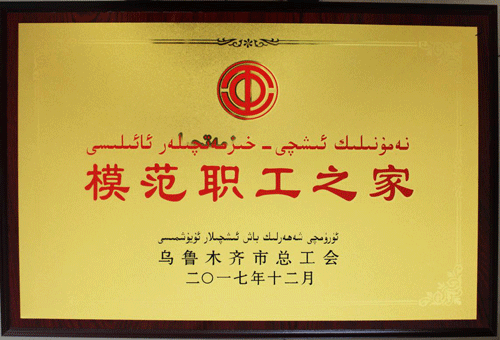 نەمۇنىلىك ئىشچى - خىزمەتچىلەر ئائىلىسى
模范职工之家
ئۈرۈمچى شەھەرلىك باش ئىشچىلار ئۇيۇشمىسى
乌鲁木齐市总工会
二〇一七年十二月